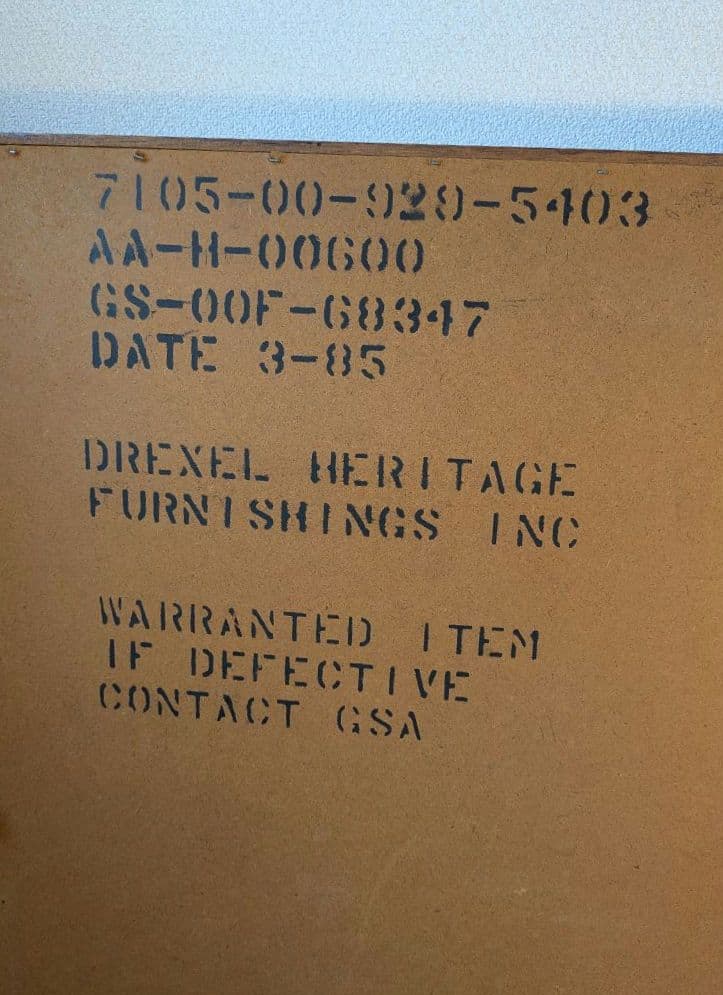 7105-00-929-5403
AA-H-00600
GS-00F-68347
DATE 3-85
DREXEL HERITAGE
FURNISHINGS INC
WARRANTED ITEM
IF DEFECTIVE
CONTACT GSA